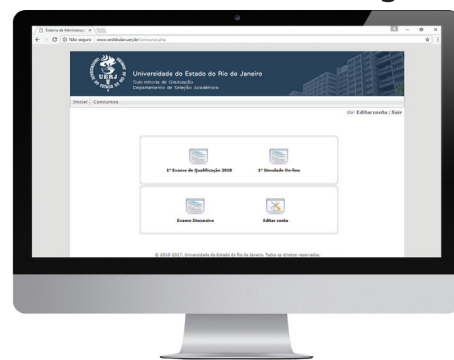 Sistema de Administraç
Não seguro | www.vestibular.uerj.br/concurso.php
UERJ
Universidade do Estado do Rio de Janeiro
Sub-reitoria de Graduação
Departamento de Seleção Acadêmica
Inicial | Concursos
Editar conta | Sair
1º Exame de Qualificação 2018
1º Simulado On-line
Exame Discursivo
Editar conta
© 2010-2017. Universidade do Estado do Rio de Janeiro. Todos os direitos reservados.